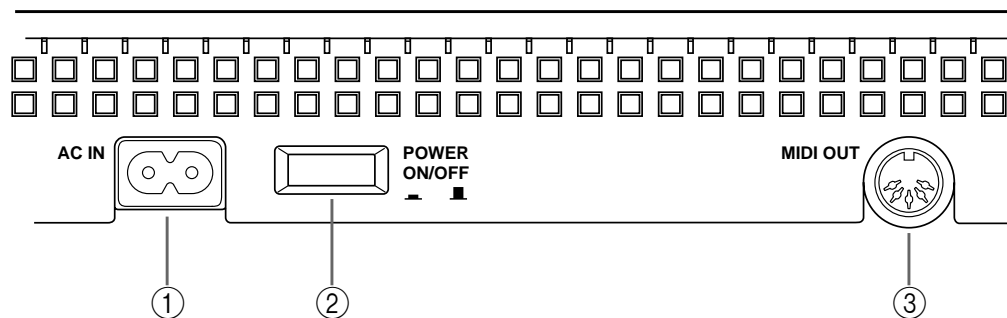 AC IN
POWER
ON/OFF
MIDI OUT
① ② ③